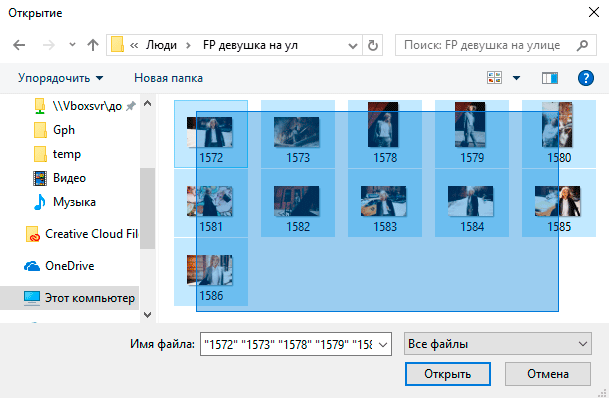 Открытие
« Люди > FP девушка на ул
Поиск: FP девушка на улице
Упорядочить Новая папка
\\Vboxsvr\до
Gph
temp
Видео
Музыка
Creative Cloud Fil
OneDrive
Этот компьютер
1572 1573 1578 1579 1580
1581 1582 1583 1584 1585
1586
Имя файла: "1572" "1573" "1578" "1579" "158 Все файлы
Открыть Отмена